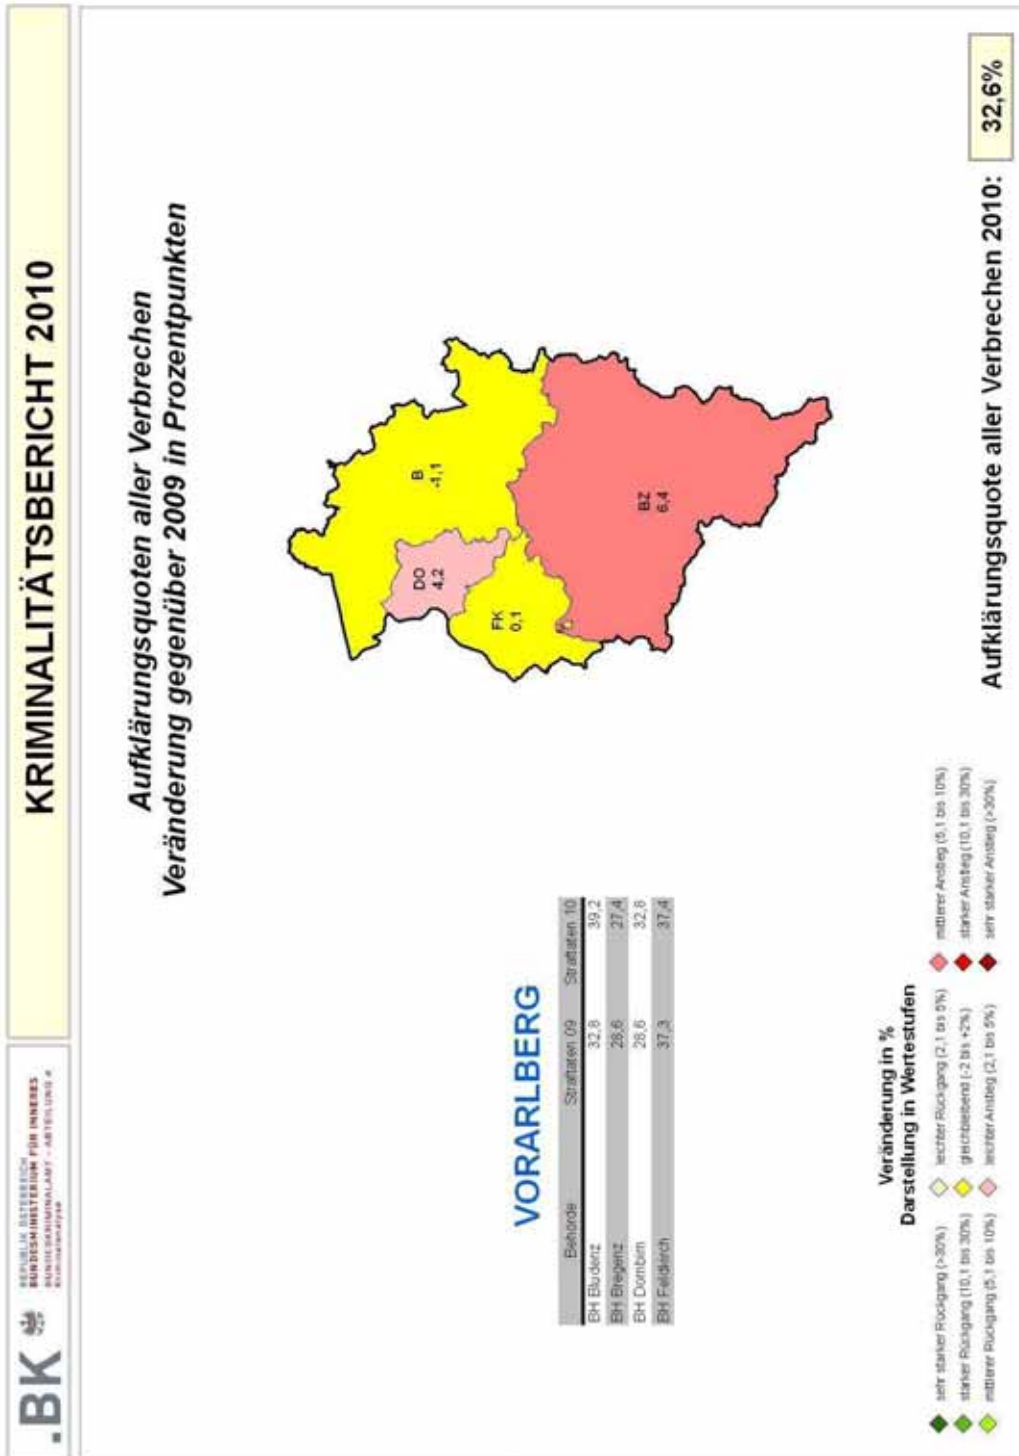 .BK
REPUBLIK ÖSTERREICH
BUNDESMINISTERIUM FÜR INNERES
BUNDESKRIMINALAMT - ABTEILUNG 4
Kriminalanalyse
KRIMINALITÄTSBERICHT 2010
Aufklärungsquoten aller Verbrechen
Veränderung gegenüber 2009 in Prozentpunkten
VORARLBERG
Behörde Straftaten 09 Straftaten 10
BH Bludenz 32,8 39,2
BH Bregenz 28,6 27,4
BH Dornbirn 28,6 32,8
BH Feldkirch 37,3 37,4
B
-1,1
DO
4,2
FK
0,1
BZ
6,4
Veränderung in %
Darstellung in Wertestufen
sehr starker Rückgang (>30%)
starker Rückgang (10,1 bis 30%)
mittlerer Rückgang (5,1 bis 10%)
leichter Rückgang (2,1 bis 5%)
gleichbleibend (-2 bis +2%)
leichter Anstieg (2,1 bis 5%)
mittlerer Anstieg (5,1 bis 10%)
starker Anstieg (10,1 bis 30%)
sehr starker Anstieg (>30%)
Aufklärungsquote aller Verbrechen 2010: 32,6%